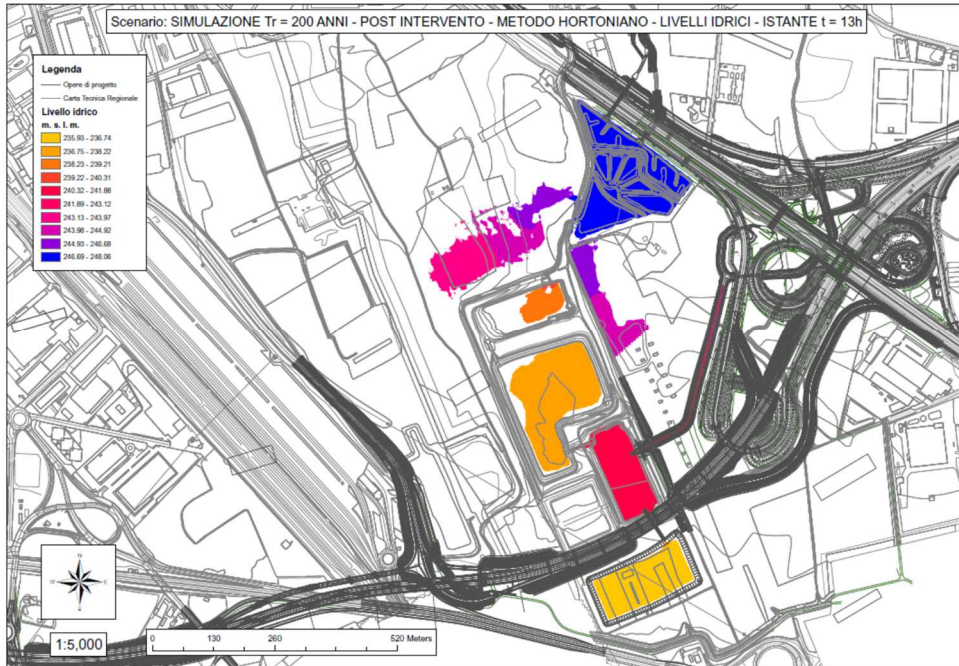 Scenario: SIMULAZIONE Tr = 200 ANNI - POST INTERVENTO - METODO HORTONIANO - LIVELLI IDRICI - ISTANTE t = 13h
Legenda
Opere di progetto
Carta Tecnica Regionale
Livello idrico
m. s. l. m.
235.93 - 236.74
236.75 - 238.22
238.23 - 239.21
239.22 - 240.31
240.32 - 241.88
241.89 - 243.12
243.13 - 243.97
243.98 - 244.92
244.93 - 246.68
246.69 - 248.06
N
W E
S
1:5,000
0 130 260 520 Meters